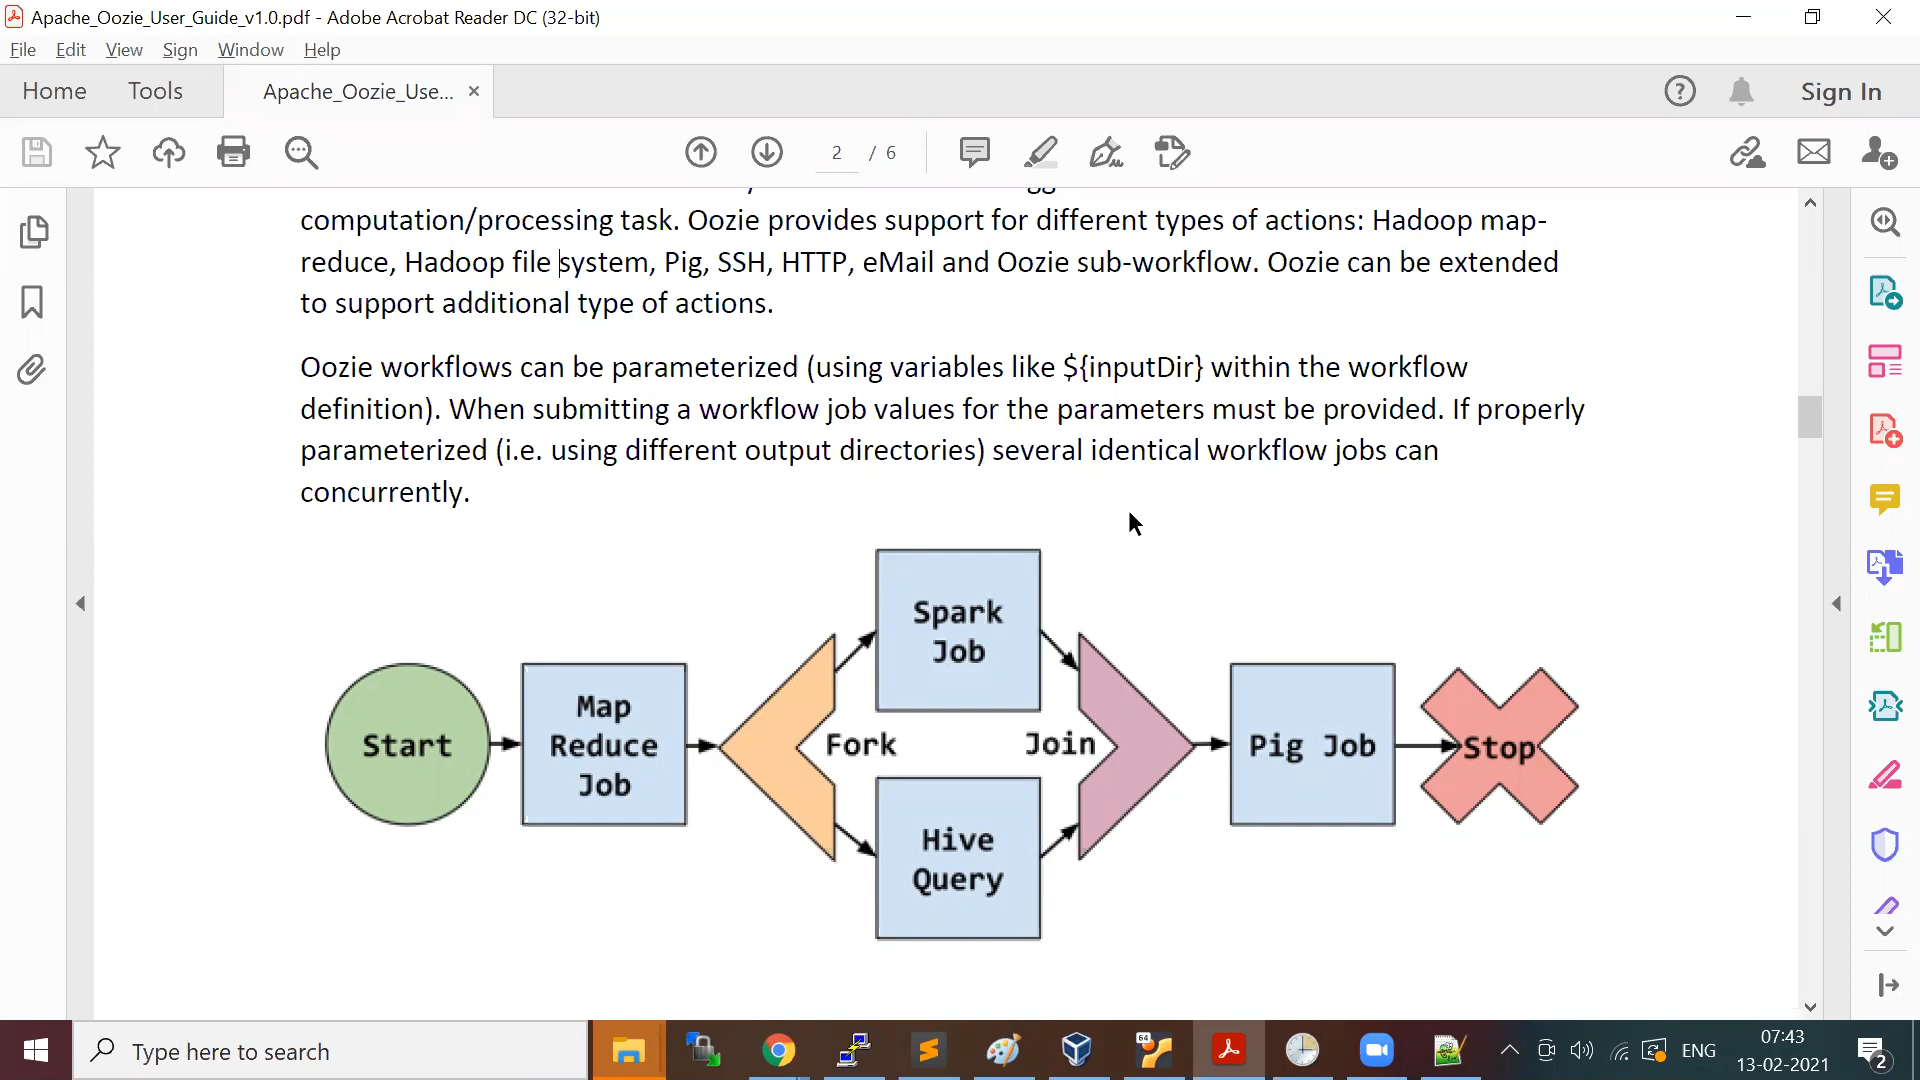 Apache_Oozie_User_Guide_v1.0.pdf - Adobe Acrobat Reader DC (32-bit)
File Edit View Sign Window Help
Home Tools Apache_Oozie_Use... × Sign In
2 / 6
computation/processing task. Oozie provides support for different types of actions: Hadoop map-
reduce, Hadoop file system, Pig, SSH, HTTP, eMail and Oozie sub-workflow. Oozie can be extended
to support additional type of actions.
Oozie workflows can be parameterized (using variables like ${inputDir} within the workflow
definition). When submitting a workflow job values for the parameters must be provided. If properly
parameterized (i.e. using different output directories) several identical workflow jobs can
concurrently.
Start
Map
Reduce
Job
Fork
Spark
Job
Hive
Query
Join
Pig Job
Stop
Type here to search
64
ENG
07:43
13-02-2021
2